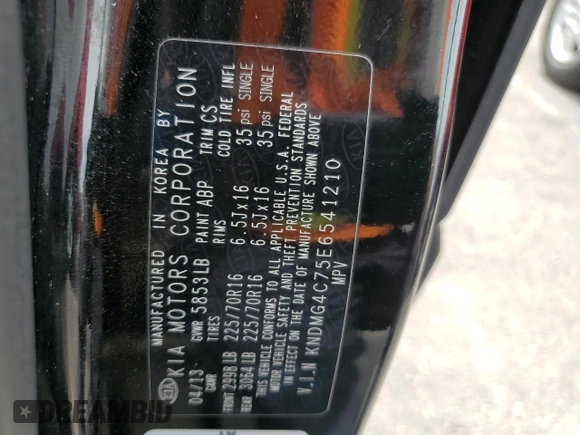 MANUFACTURED IN KOREA BY
KIA KIA MOTORS CORPORATION
04/13 GVWR 5853LB PAINT ABP TRIM CS
GAWR TIRES RIMS COLD TIRE INFL
FRONT 2998 LB 225/70R16 6.5Jx16 35 psi SINGLE
REAR 3064 LB 225/70R16 6.5Jx16 35 psi SINGLE
THIS VEHICLE CONFORMS TO ALL APPLICABLE U.S.A. FEDERAL
MOTOR VEHICLE SAFETY AND THEFT PREVENTION STANDARDS
IN EFFECT ON THE DATE OF MANUFACTURE SHOWN ABOVE
V.I.N KNDMG4C75E6541210
MPV
DREAMBID